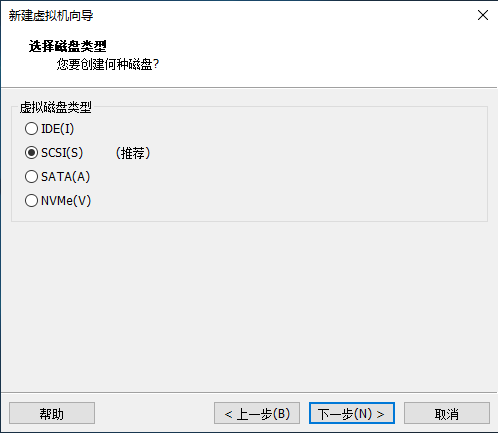 新建虚拟机向导
选择磁盘类型
您要创建何种磁盘?
虚拟磁盘类型
IDE(I)
SCSI(S) (推荐)
SATA(A)
NVMe(V)
帮助 < 上一步(B) 下一步(N) > 取消